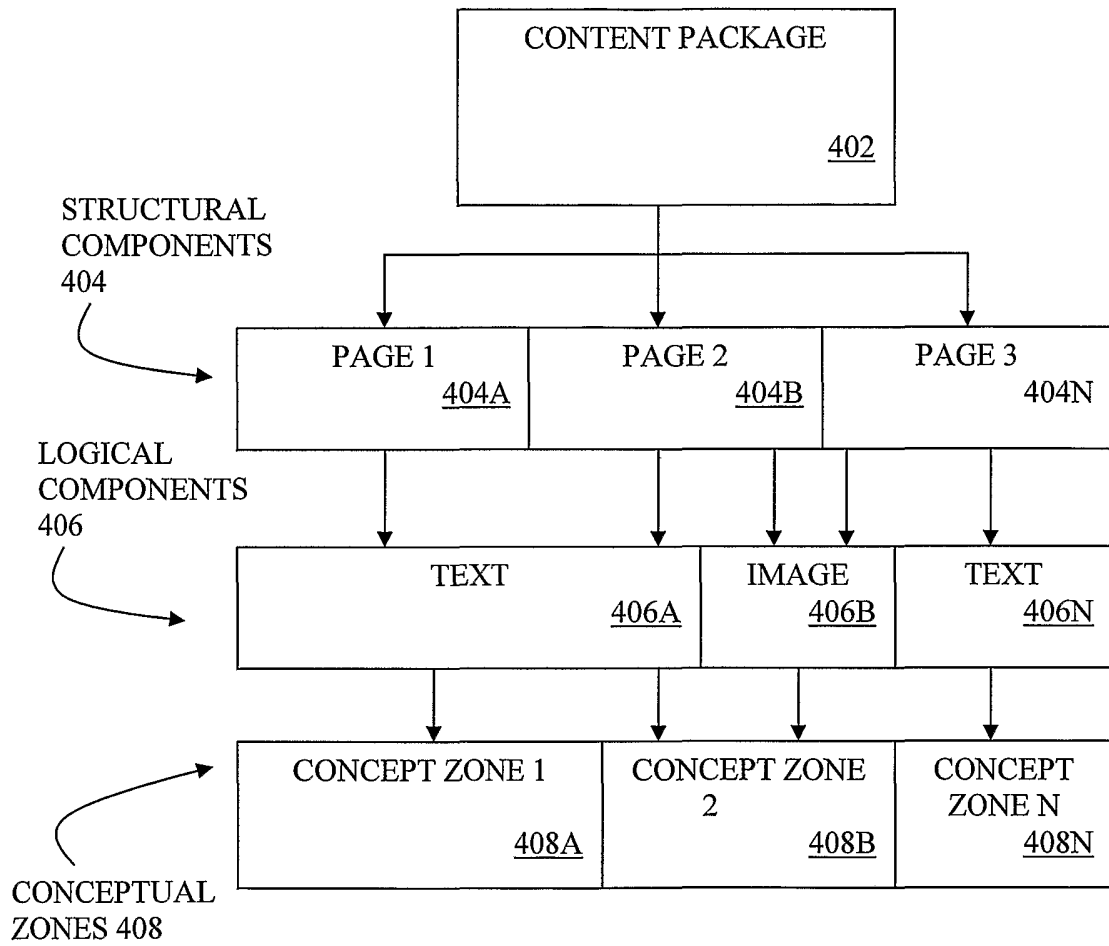 CONTENT PACKAGE
402
STRUCTURAL
COMPONENTS
404
PAGE 1
404A
PAGE 2
404B
PAGE 3
404N
LOGICAL
COMPONENTS
406
TEXT
406A
IMAGE
406B
TEXT
406N
CONCEPT ZONE 1
408A
CONCEPT ZONE
2
408B
CONCEPT
ZONE N
408N
CONCEPTUAL
ZONES 408